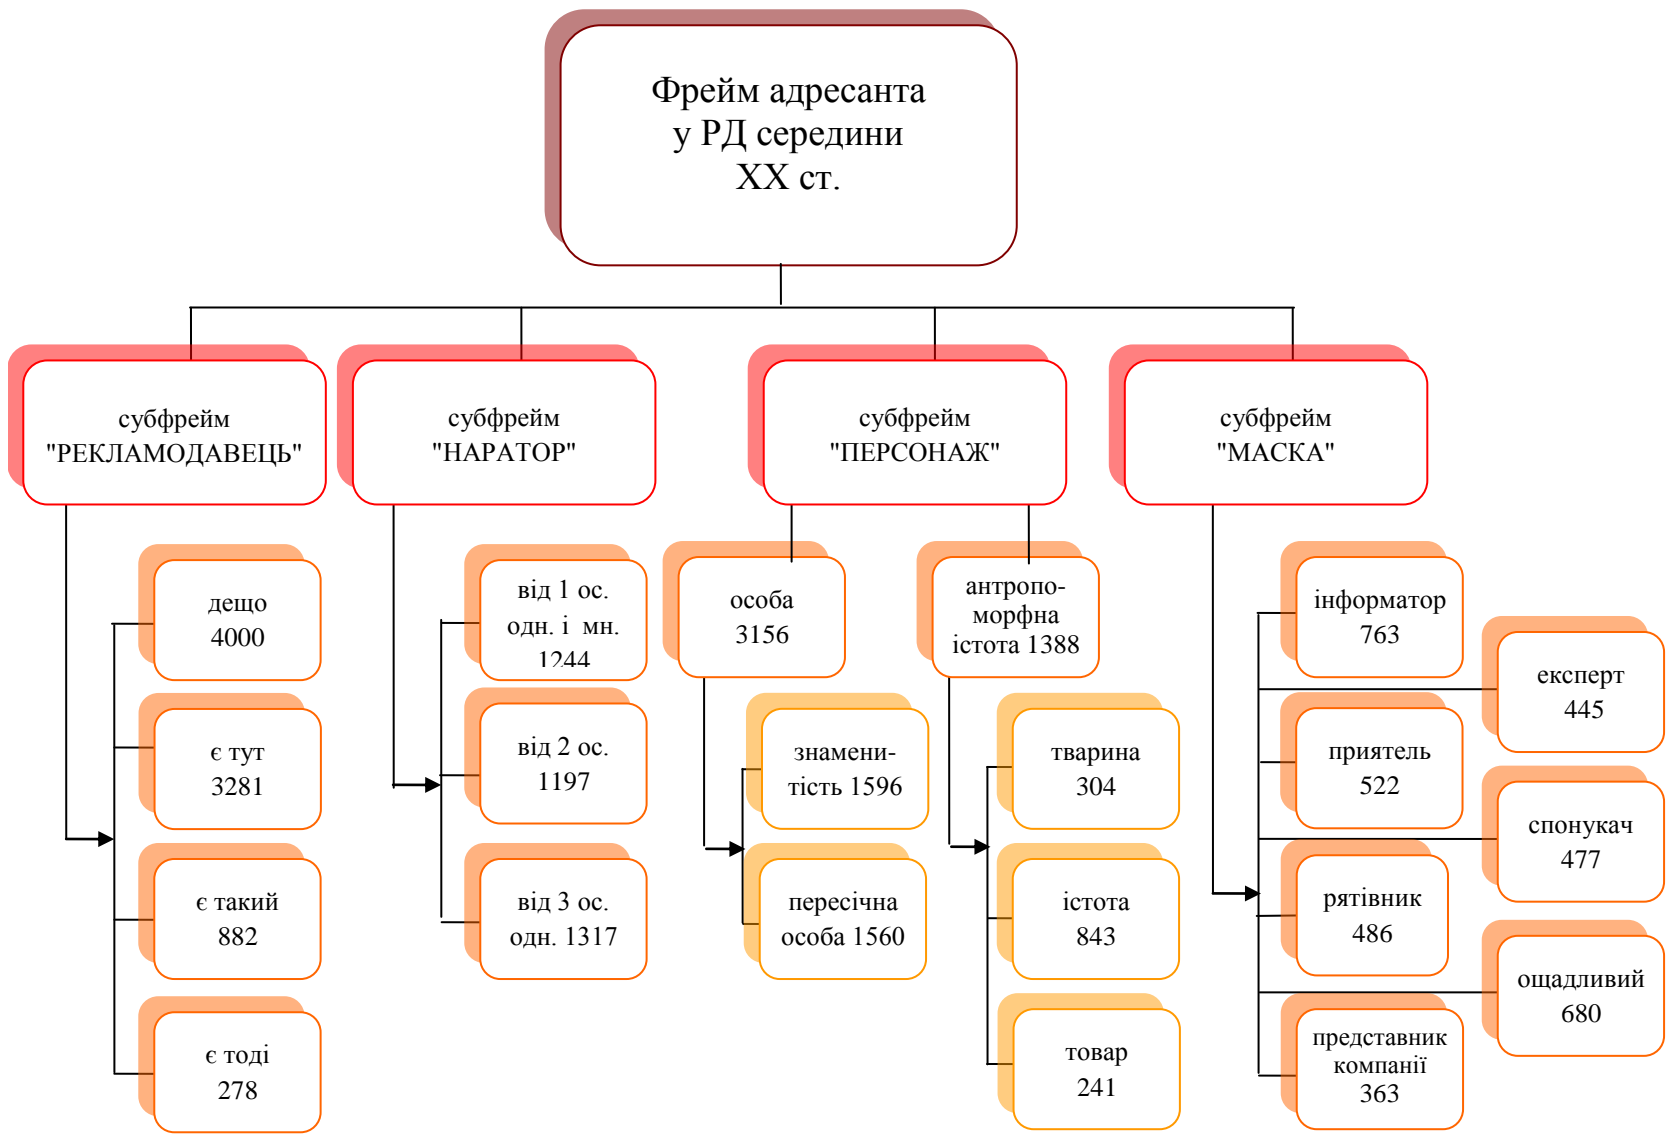 Фрейм адресанта
у РД середини
ХХ ст.
субфрейм
"РЕКЛАМОДАВЕЦЬ"
дещо
4000
є тут
3281
є такий
882
є тоді
278
субфрейм
"НАРАТОР"
від 1 ос.
одн. і мн.
1244
від 2 ос.
1197
від 3 ос.
одн. 1317
субфрейм
"ПЕРСОНАЖ"
особа
3156
знамени-
тість 1596
пересічна
особа 1560
антропо-
морфна
істота 1388
тварина
304
істота
843
товар
241
субфрейм
"МАСКА"
інформатор
763
експерт
445
приятель
522
спонукач
477
рятівник
486
ощадливий
680
представник
компанії
363